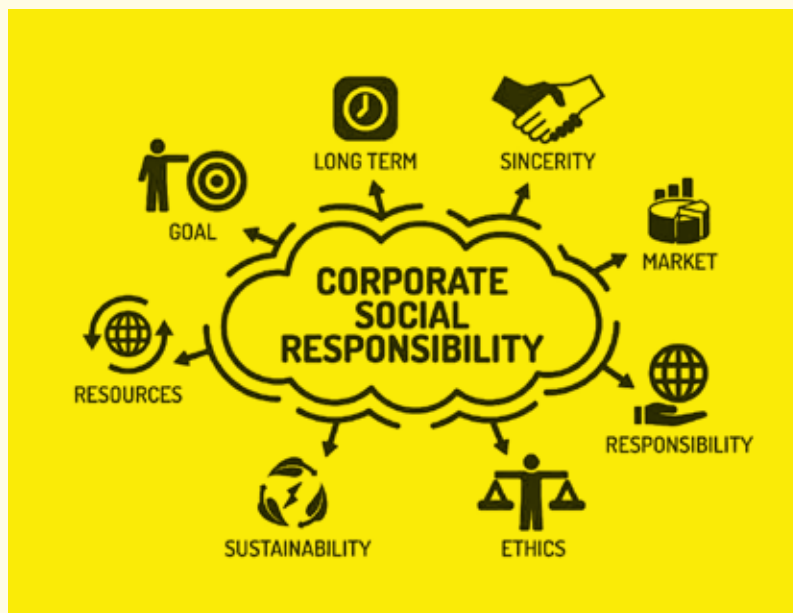 LONG TERM
SINCERITY
GOAL
MARKET
CORPORATE
SOCIAL
RESPONSIBILITY
RESOURCES
RESPONSIBILITY
SUSTAINABILITY
ETHICS